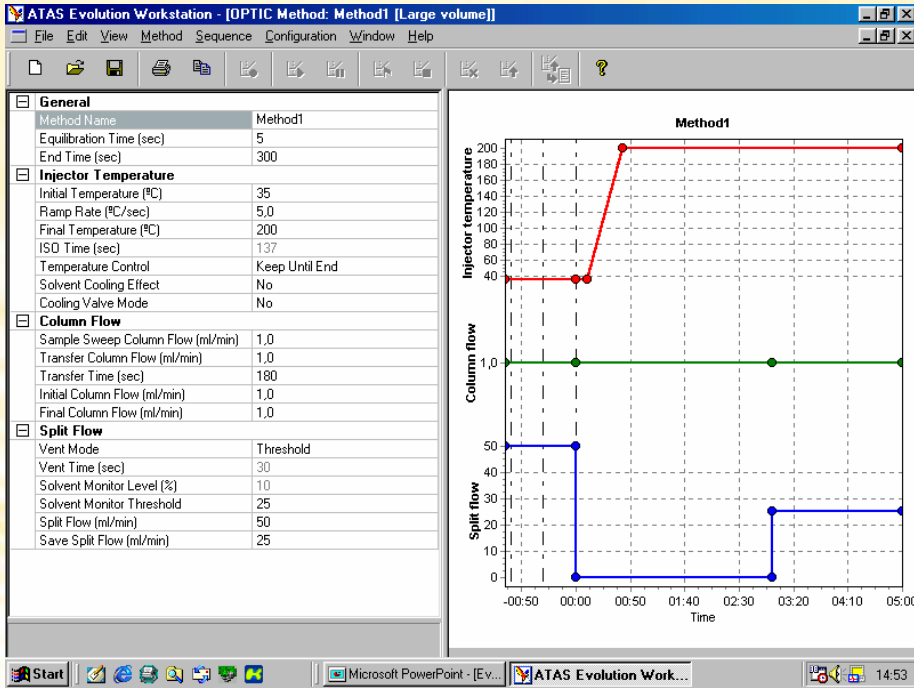 ATAS Evolution Workstation - [OPTIC Method: Method1 [Large volume]]
File Edit View Method Sequence Configuration Window Help
General
Method Name Method1
Equilibration Time (sec) 5
End Time (sec) 300
Injector Temperature
Initial Temperature (ºC) 35
Ramp Rate (ºC/sec) 5,0
Final Temperature (ºC) 200
ISO Time (sec) 137
Temperature Control Keep Until End
Solvent Cooling Effect No
Cooling Valve Mode No
Column Flow
Sample Sweep Column Flow (ml/min) 1,0
Transfer Column Flow (ml/min) 1,0
Transfer Time (sec) 180
Initial Column Flow (ml/min) 1,0
Final Column Flow (ml/min) 1,0
Split Flow
Vent Mode Threshold
Vent Time (sec) 30
Solvent Monitor Level (%) 10
Solvent Monitor Threshold 25
Split Flow (ml/min) 50
Save Split Flow (ml/min) 25
Method1
Injector temperature
200
180
160
140
120
100
80
60
40
Column flow
1,0
Split flow
50
40
30
20
10
0
-00:50 00:00 00:50 01:40 02:30 03:20 04:10 05:00
Time
Start Microsoft PowerPoint - [Ev... ATAS Evolution Work... 14:53